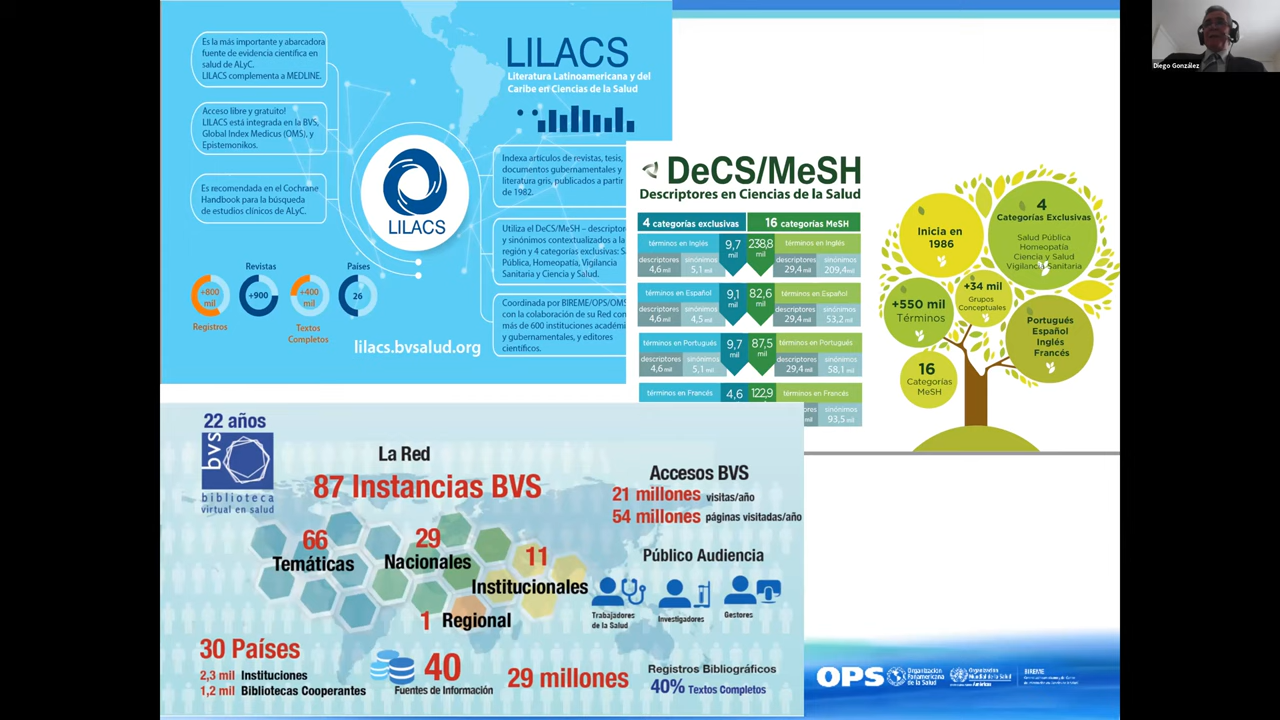 Es la más importante y abarcadora
fuente de evidencia científica en
salud de ALyC.
LILACS complementa a MEDLINE.
Acceso libre y gratuito!
LILACS está integrada en la BVS,
Global Index Medicus (OMS), y
Epistemonikos.
Es recomendada en el Cochrane
Handbook para la búsqueda
de estudios clínicos de ALyC.
LILACS
LILACS
Literatura Latinoamericana y del
Caribe en Ciencias de la Salud
Indexa artículos de revistas, tesis,
documentos gubernamentales y
literatura gris, publicados a partir
de 1982.
Utiliza el DeCS/MeSH – descriptor
y sinónimos contextualizados a la
región y 4 categorías exclusivas: S
Pública, Homeopatía, Vigilancia
Sanitaria y Ciencia y Salud.
Coordinada por BIREME/OPS/OMS
con la colaboración de su Red con
más de 600 instituciones académi
y gubernamentales, y editores
científicos.
+800
mil
Registros
Revistas
+900
+400
mil
Textos
Completos
Países
26
lilacs.bvsalud.org
DeCS/MeSH
Descriptores en Ciencias de la Salud
4 categorías exclusivas
16 categorías MeSH
términos en Inglés
descriptores
4,6 mil
sinónimos
5,1 mil
9,7
mil
238,8
mil
términos en Inglés
descriptores
29,4 mil
sinónimos
209,4mil
términos en Español
descriptores
4,6 mil
sinónimos
4,5 mil
9,1
mil
82,6
mil
términos en Español
descriptores
29,4 mil
sinónimos
53,2 mil
términos en Portugués
descriptores
4,6 mil
sinónimos
5,1 mil
9,7
mil
87,5
mil
términos en Portugués
descriptores
29,4 mil
sinónimos
58,1 mil
términos en Francés
4,6
122,9
términos en Francés
ores
mil
sinónimos
93,5 mil
Inicia en
1986
4
Categorías Exclusivas
Salud Pública
Homeopatía
Ciencia y Salud
Vigilancia Sanitaria
+34 mil
Grupos
Conceptuales
+550 mil
Términos
Portugués
Español
Inglés
Francés
16
Categorías
MeSH
22 años
bvs
biblioteca
virtual en salud
La Red
87 Instancias BVS
66
Temáticas
29
Nacionales
11
Institucionales
1 Regional
Accesos BVS
21 millones visitas/año
54 millones páginas visitadas/año
Público Audiencia
Trabajadores
de la Salud
Investigadores
Gestores
30 Países
2,3 mil Instituciones
1,2 mil Bibliotecas Cooperantes
40
Fuentes de Información
29 millones
Registros Bibliográficos
40% Textos Completos
OPS
Organización
Panamericana
de la Salud
Organización
Mundial de la Salud
Américas
BIREME
Diego González